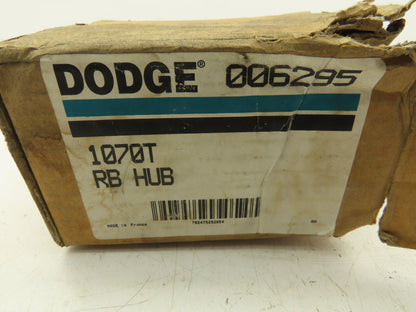 DODGE® 006295
1070T
RB HUB
MADE in France